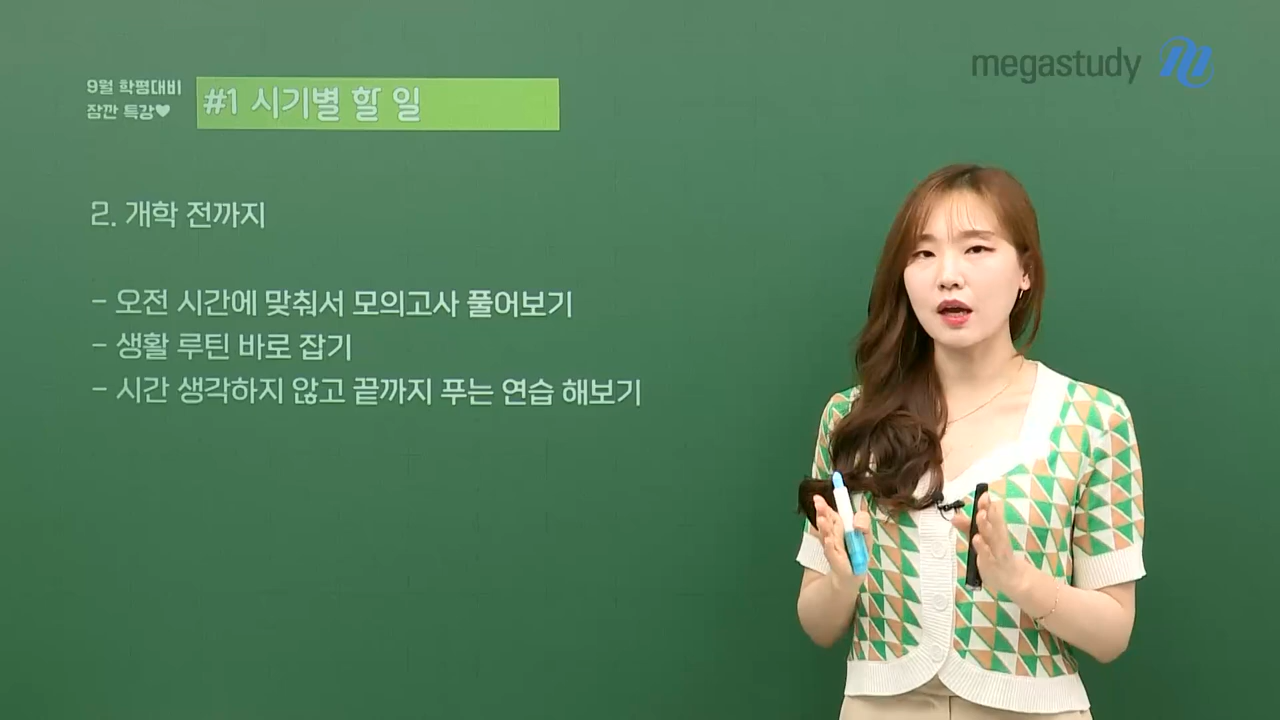 megastudy
9월 학평대비
잠깐 특강♥
#1 시기별 할 일
2. 개학 전까지
- 오전 시간에 맞춰서 모의고사 풀어보기
- 생활 루틴 바로 잡기
- 시간 생각하지 않고 끝까지 푸는 연습 해보기